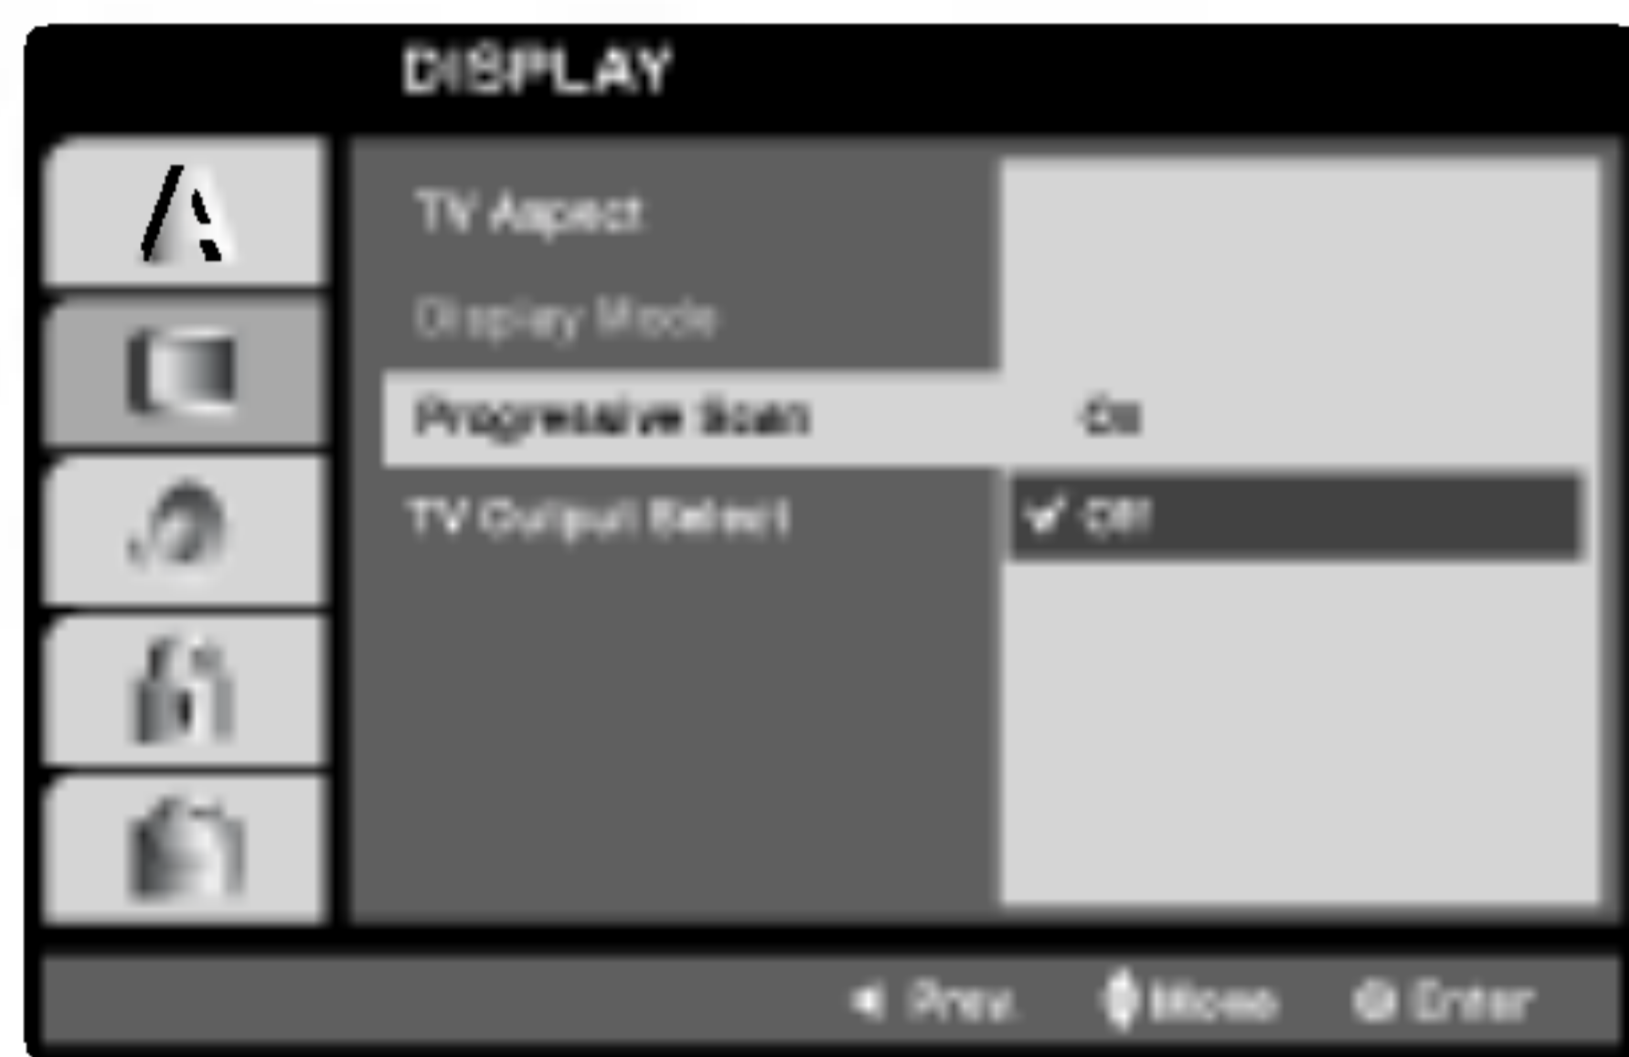 DISPLAY
TV Aspect
Display Mode
Progressive Scan On
TV Output Select ✓ Off
◀ Prev. Move Enter